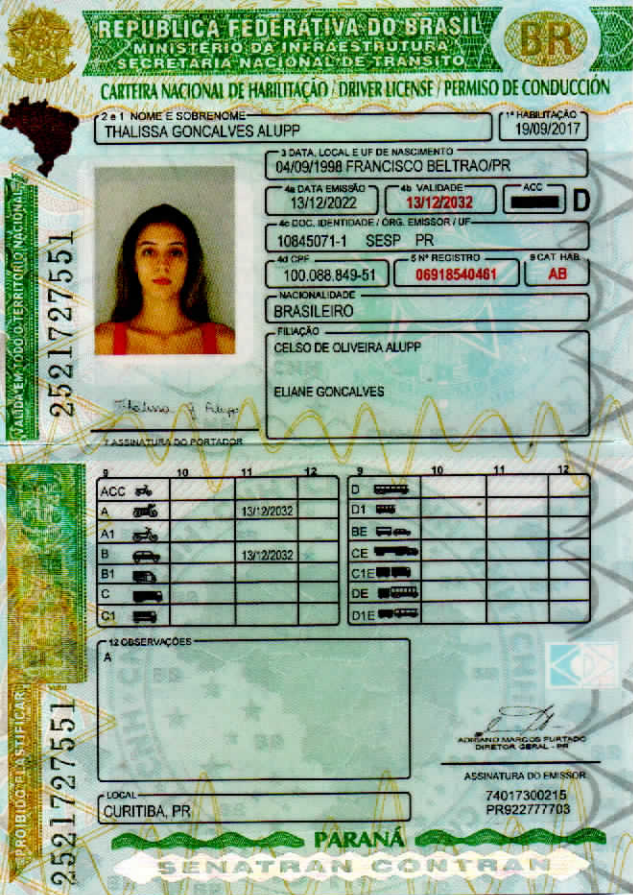 REPÚBLICA FEDERATIVA DO BRASIL
MINISTÉRIO DA INFRAESTRUTURA
SECRETARIA NACIONAL DE TRÂNSITO
BR
CARTEIRA NACIONAL DE HABILITAÇÃO / DRIVER LICENSE / PERMISO DE CONDUCCIÓN
2 e 1 NOME E SOBRENOME
THALISSA GONCALVES ALUPP
1ª HABILITAÇÃO
19/09/2017
3 DATA, LOCAL E UF DE NASCIMENTO
04/09/1998 FRANCISCO BELTRAO/PR
4a DATA EMISSÃO
13/12/2022
4b VALIDADE
13/12/2032
ACC
D
4c DOC. IDENTIDADE / ÓRG. EMISSOR / UF
10845071-1 SESP PR
4d CPF
100.088.849-51
5 Nº REGISTRO
06918540461
9 CAT HAB
AB
NACIONALIDADE
BRASILEIRO
FILIAÇÃO
CELSO DE OLIVEIRA ALUPP
ELIANE GONCALVES
7 ASSINATURA DO PORTADOR
VÁLIDA EM TODO O TERRITÓRIO NACIONAL
2521727551
9 10 11 12 9 10 11 12
ACC D
A 13/12/2032 D1
A1 BE
B 13/12/2032 CE
B1 C1E
C DE
C1 D1E
12 OBSERVAÇÕES
A
ADRIANO MARCOS FURTADO
DIRETOR GERAL - PR
ASSINATURA DO EMISSOR
74017300215
PR922777703
LOCAL
CURITIBA, PR
PROIBIDO PLASTIFICAR
2521727551
PARANÁ
SENATRAN CONTRAN